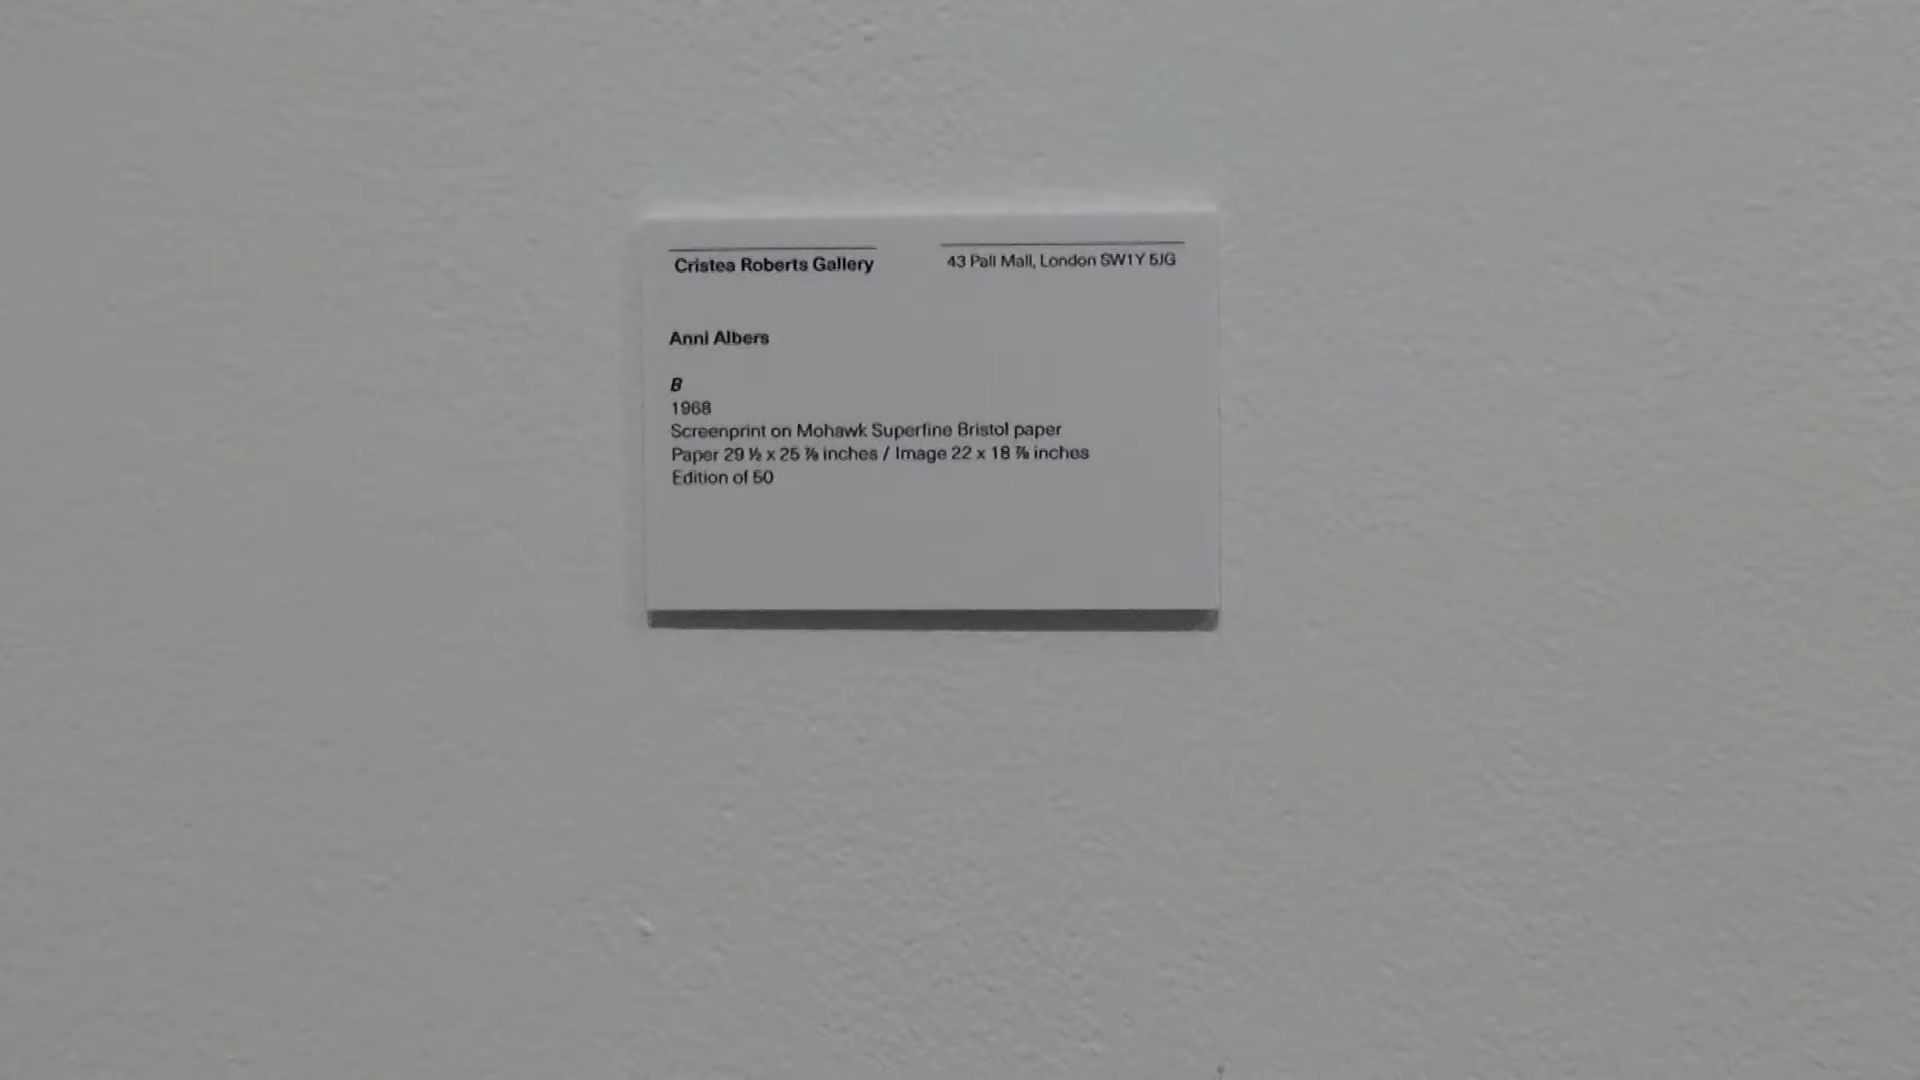 Cristea Roberts Gallery
43 Pall Mall, London SW1Y 5JG
Anni Albers
B
1968
Screenprint on Mohawk Superfine Bristol paper
Paper 29 ½ x 25 ⅞ inches / Image 22 x 18 ⅞ inches
Edition of 50